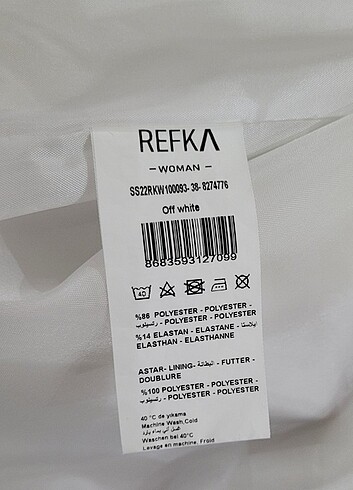 REFKA
– WOMAN –
SS22RKW100093- 38- 8274776
Off white
8683593127099
40
%86 POLYESTER - POLYESTER -
- POLYESTER - POLYESTER
%14 ELASTAN - ELASTANE -
ELASTHAN - ELASTHANNE
ASTAR- LINING- البطانة - FUTTER -
DOUBLURE
%100 POLYESTER - POLYESTER -
- POLYESTER - POLYESTER
40 °C de yıkama
Machine Wash,Cold
Waschen bei 40°C
Lavage en machine, Froid